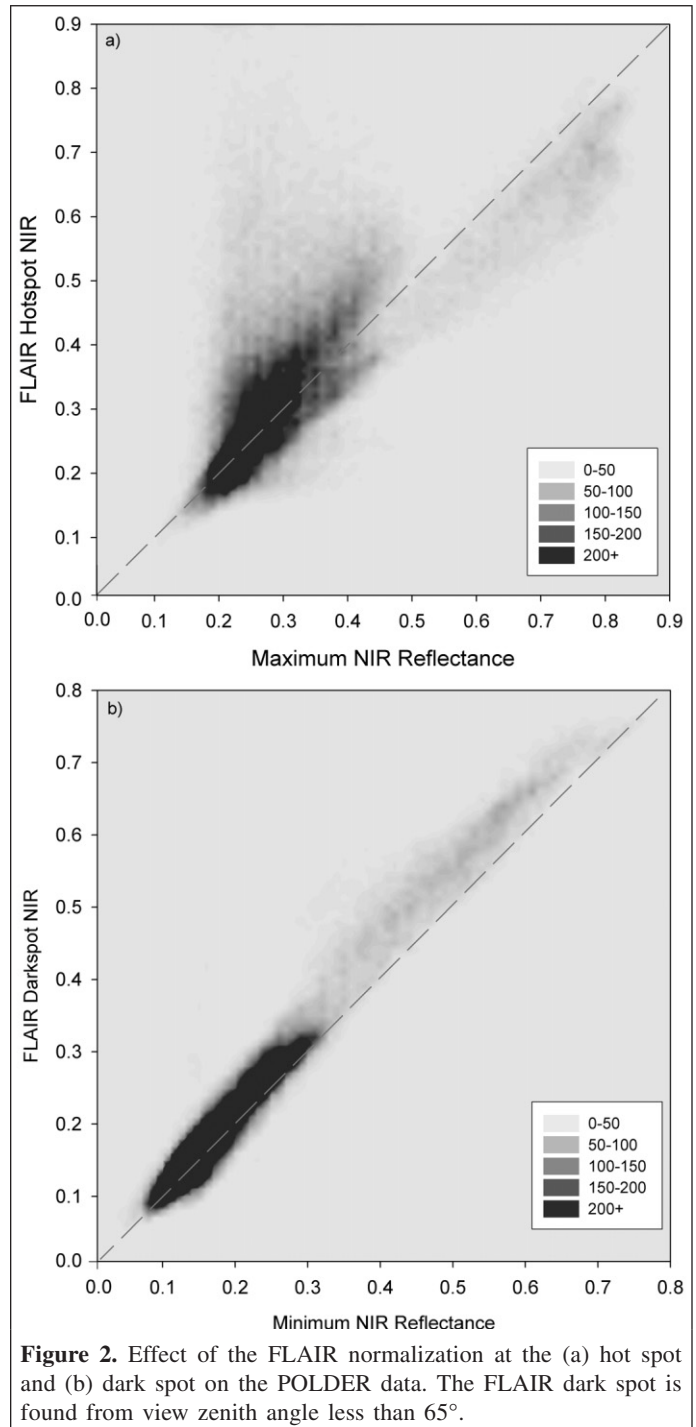 a)
0.9
0.8
0.7
0.6
0.5
0.4
0.3
0.2
0.1
0.0
FLAIR Hotspot NIR
0-50
50-100
100-150
150-200
200+
0.0 0.1 0.2 0.3 0.4 0.5 0.6 0.7 0.8 0.9
Maximum NIR Reflectance
b)
0.8
0.7
0.6
0.5
0.4
0.3
0.2
0.1
0.0
FLAIR Darkspot NIR
0-50
50-100
100-150
150-200
200+
0.0 0.1 0.2 0.3 0.4 0.5 0.6 0.7 0.8
Minimum NIR Reflectance
Figure 2. Effect of the FLAIR normalization at the (a) hot spot
and (b) dark spot on the POLDER data. The FLAIR dark spot is
found from view zenith angle less than 65°.